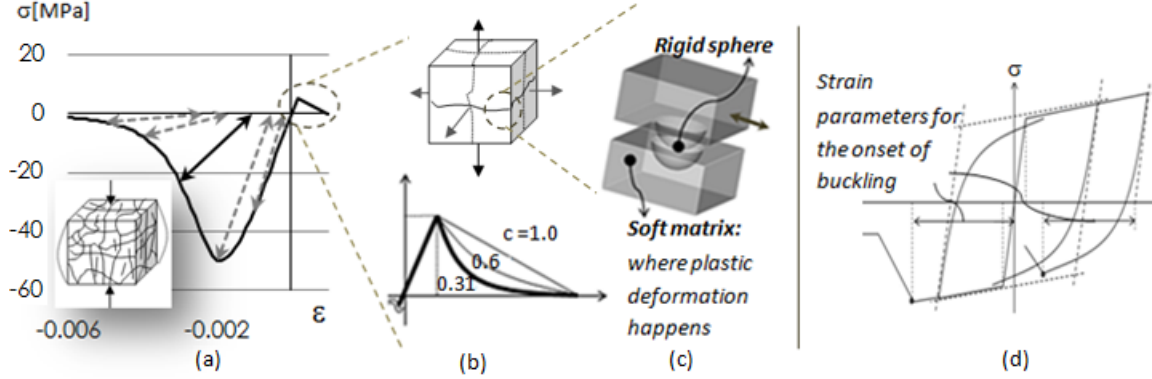 σ[MPa]
20
0
-20
-40
-60
-0.006
-0.002
ε
(a)
c =1.0
0.6
0.31
(b)
Rigid sphere
Soft matrix:
where plastic
deformation
happens
(c)
Strain
parameters for
the onset of
buckling
σ
(d)